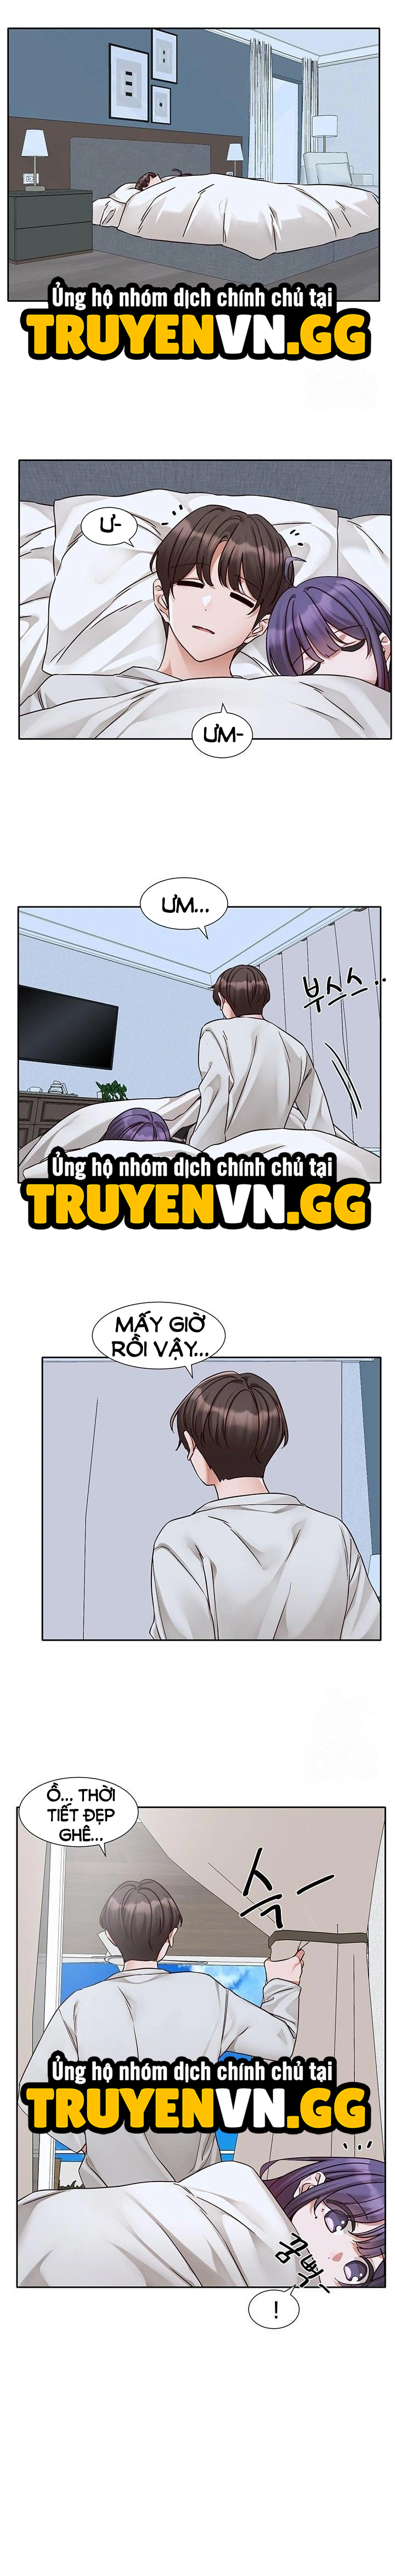 Ủng hộ nhóm dịch chính chủ tại
TRUYENVN.GG
Ư-
ƯM-
ƯM...
부스스..
Ủng hộ nhóm dịch chính chủ tại
TRUYENVN.GG
MẤY GIỜ
RỒI VẬY...
Ồ... THỜI
TIẾT ĐẸP
GHÊ...
스-
Ủng hộ nhóm dịch chính chủ tại
TRUYENVN.GG
...
꿈뻑
!